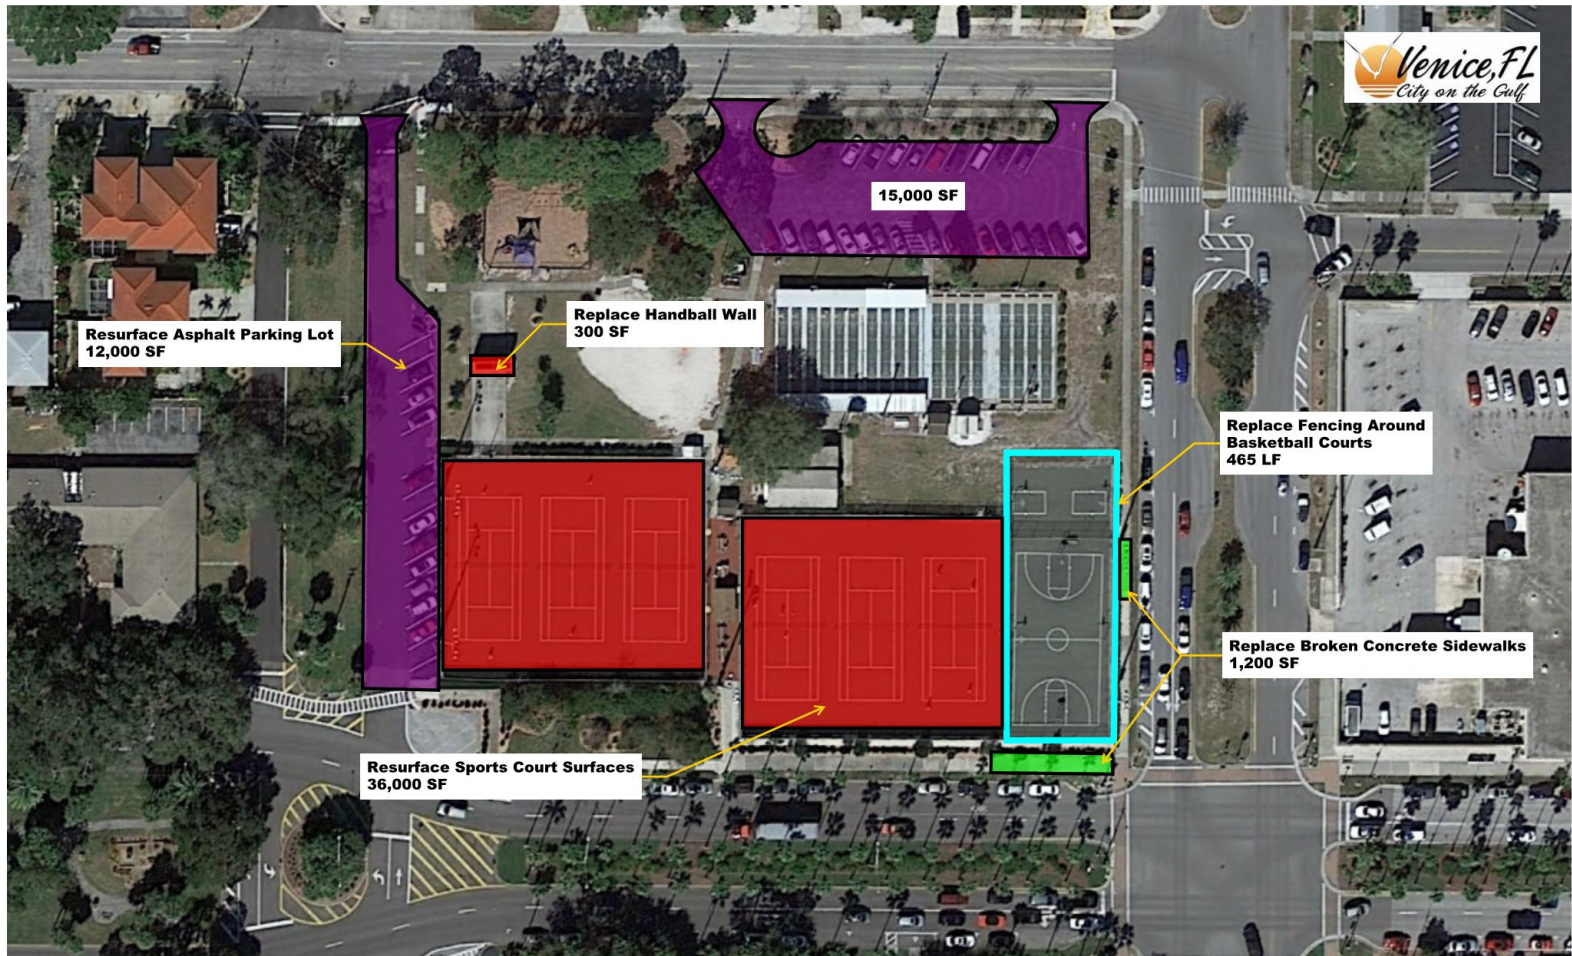 Venice, FL
City on the Gulf
15,000 SF
Replace Handball Wall
300 SF
Resurface Asphalt Parking Lot
12,000 SF
Replace Fencing Around
Basketball Courts
465 LF
Replace Broken Concrete Sidewalks
1,200 SF
Resurface Sports Court Surfaces
36,000 SF